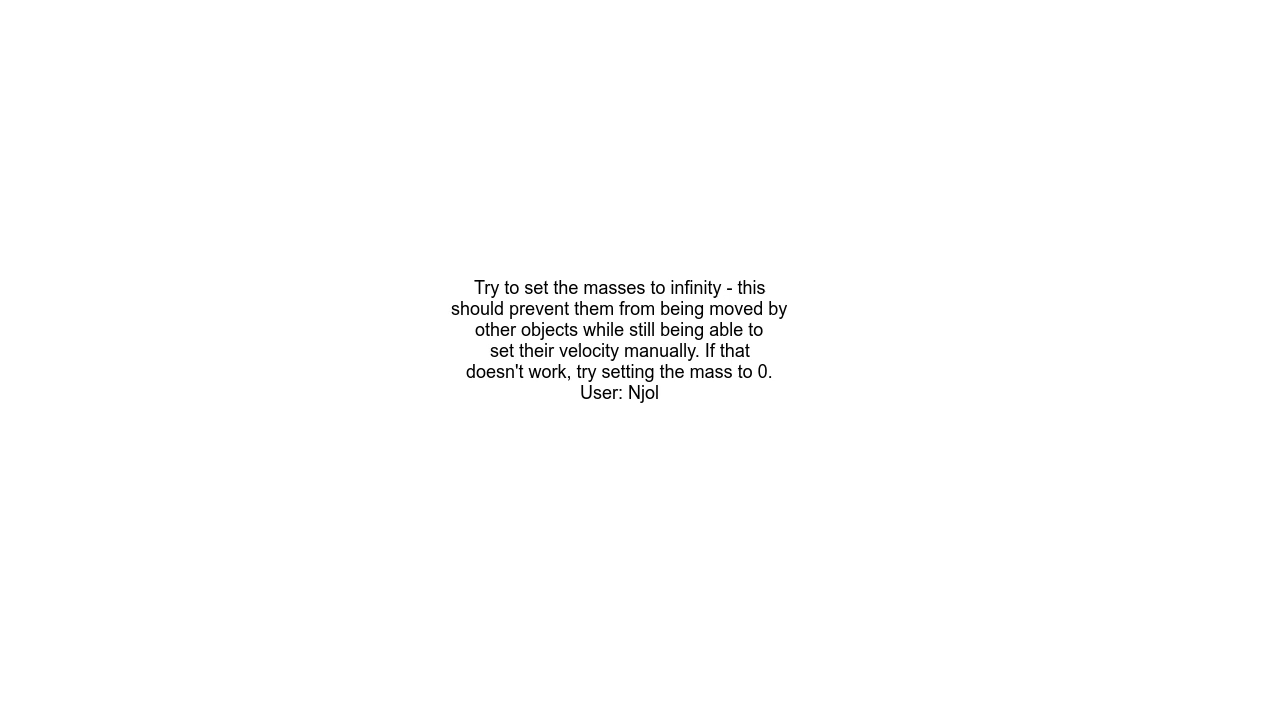 Try to set the masses to infinity - this
should prevent them from being moved by
other objects while still being able to
set their velocity manually. If that
doesn't work, try setting the mass to 0.
User: Njol